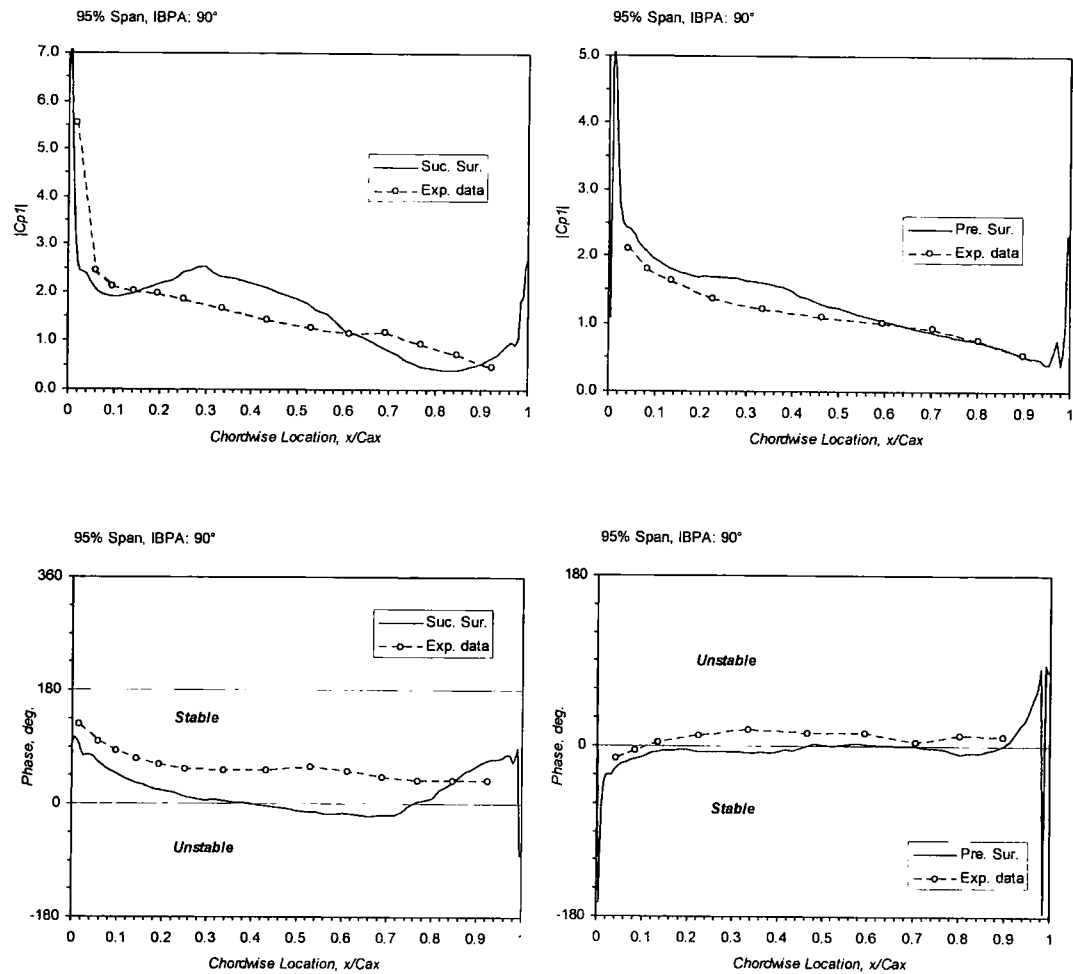 95% Span, IBPA: 90°
7.0
6.0
5.0
4.0
3.0
2.0
1.0
0.0
|Cp1|
Suc. Sur.
Exp. data
0 0.1 0.2 0.3 0.4 0.5 0.6 0.7 0.8 0.9 1
Chordwise Location, x/Cax
95% Span, IBPA: 90°
5.0
4.0
3.0
2.0
1.0
0.0
|Cp1|
Pre. Sur.
Exp. data
0 0.1 0.2 0.3 0.4 0.5 0.6 0.7 0.8 0.9 1
Chordwise Location, x/Cax
95% Span, IBPA: 90°
360
180
0
-180
Phase, deg.
Suc. Sur.
Exp. data
Stable
Unstable
0 0.1 0.2 0.3 0.4 0.5 0.6 0.7 0.8 0.9 1
Chordwise Location, x/Cax
95% Span, IBPA: 90°
180
0
-180
Phase, deg.
Unstable
Stable
Pre. Sur.
Exp. data
0 0.1 0.2 0.3 0.4 0.5 0.6 0.7 0.8 0.9 1
Chordwise Location, x/Cax